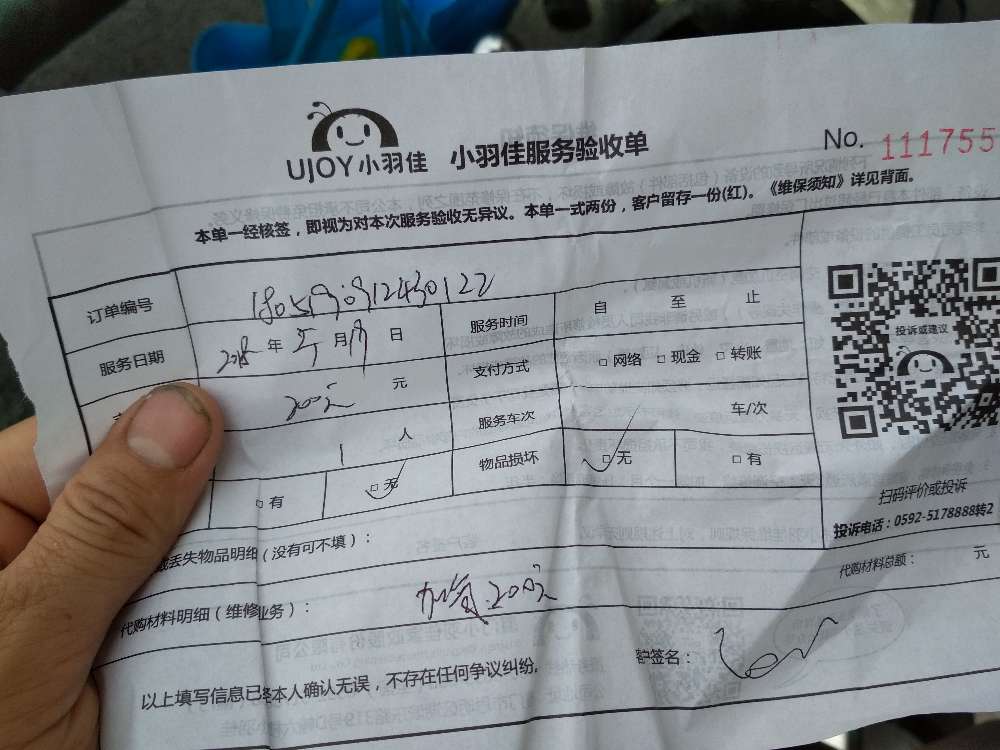 UJOY小羽佳 小羽佳服务验收单 No. 111755
本单一经核签，即视为对本次服务验收无异议。本单一式两份，客户留存一份(红)。《维保须知》详见背面。
订单编号
服务日期 年 月 日 服务时间 自 至 止
200元 元 支付方式 □ 网络 □ 现金 □ 转账
1 人 服务车次 车/次
□ 有 □ 无 物品损坏 □ 无 □ 有
投诉或建议
扫码评价或投诉
投诉电话：0592-5178888转2
丢失物品明细（没有可不填）：
代购材料明细（维修业务）： 200元 代购材料总额： 元
以上填写信息已经本人确认无误，不存在任何争议纠纷, 签名：